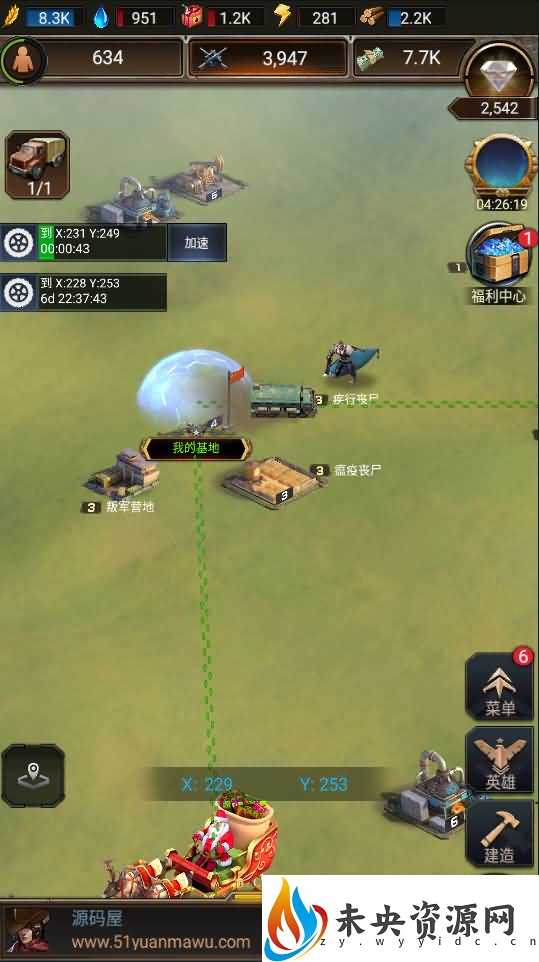 8.3K 951 1.2K 281 2.2K
634 3,947 7.7K
2,542
1/1
5
04:26:19
到 X:231 Y:249
00:00:43
加速
1
1
福利中心
到 X:228 Y:253
6d 22:37:43
3 疾行丧尸
4
我的基地
3 瘟疫丧尸
3
3 叛军营地
6
菜单
X: 229 Y: 253
英雄
6
建造
源码屋
www.51yuanmawu.com
未央资源网
zy.wyyidc.cn